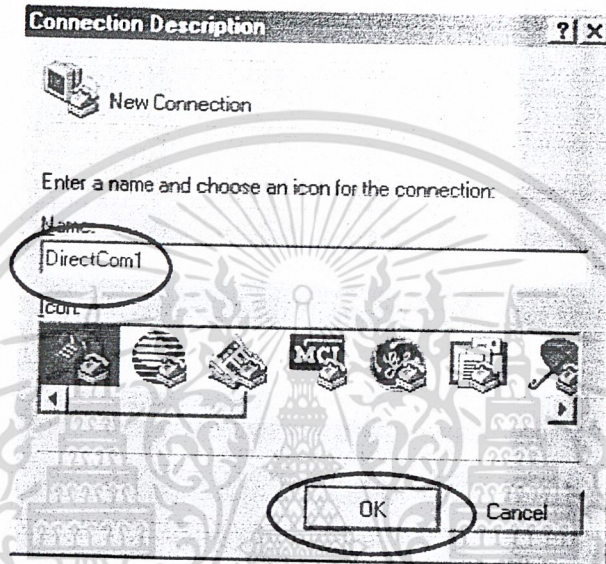 Connection Description
New Connection
Enter a name and choose an icon for the connection:
Name:
DirectCom1
Icon:
MCI
OK
Cancel